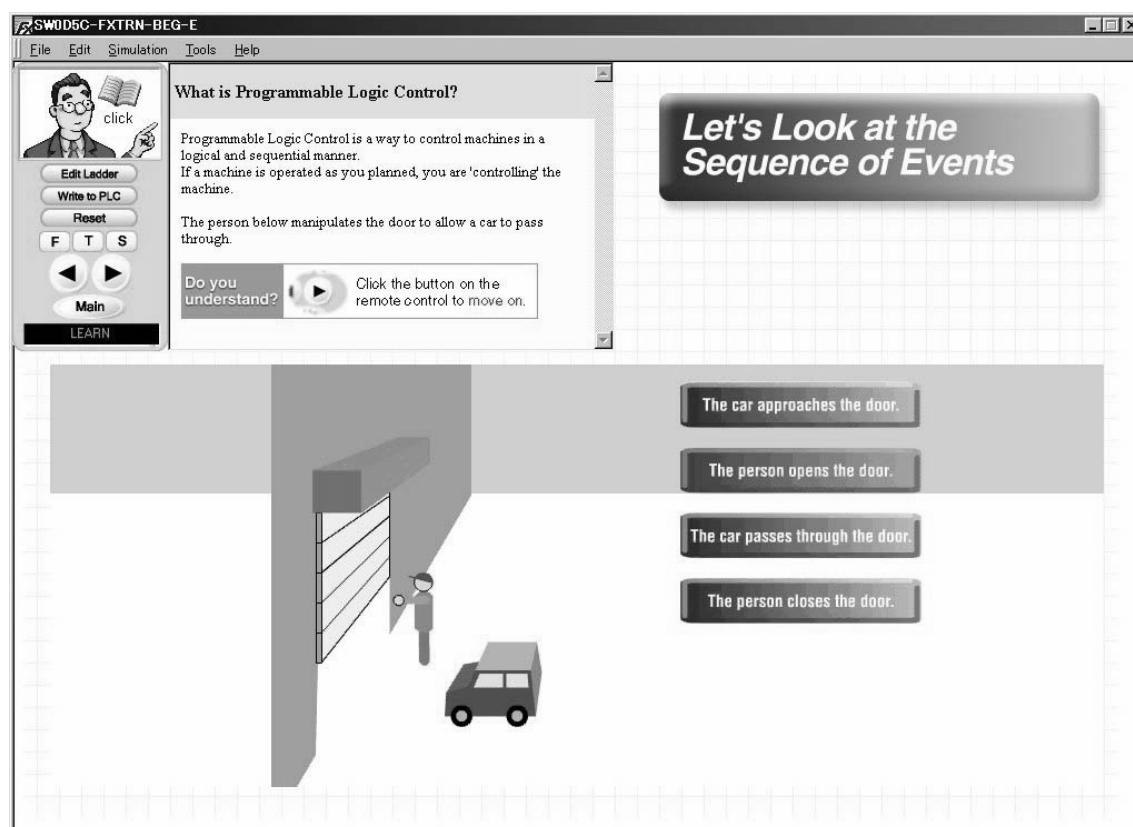 SW0D5C-FXTRN-BEG-E
File Edit Simulation Tools Help
click
Edit Ladder
Write to PLC
Reset
F T S
Main
LEARN
What is Programmable Logic Control?
Programmable Logic Control is a way to control machines in a
logical and sequential manner.
If a machine is operated as you planned, you are 'controlling' the
machine.
The person below manipulates the door to allow a car to pass
through.
Do you
understand?
Click the button on the
remote control to move on.
Let's Look at the
Sequence of Events
The car approaches the door.
The person opens the door.
The car passes through the door.
The person closes the door.